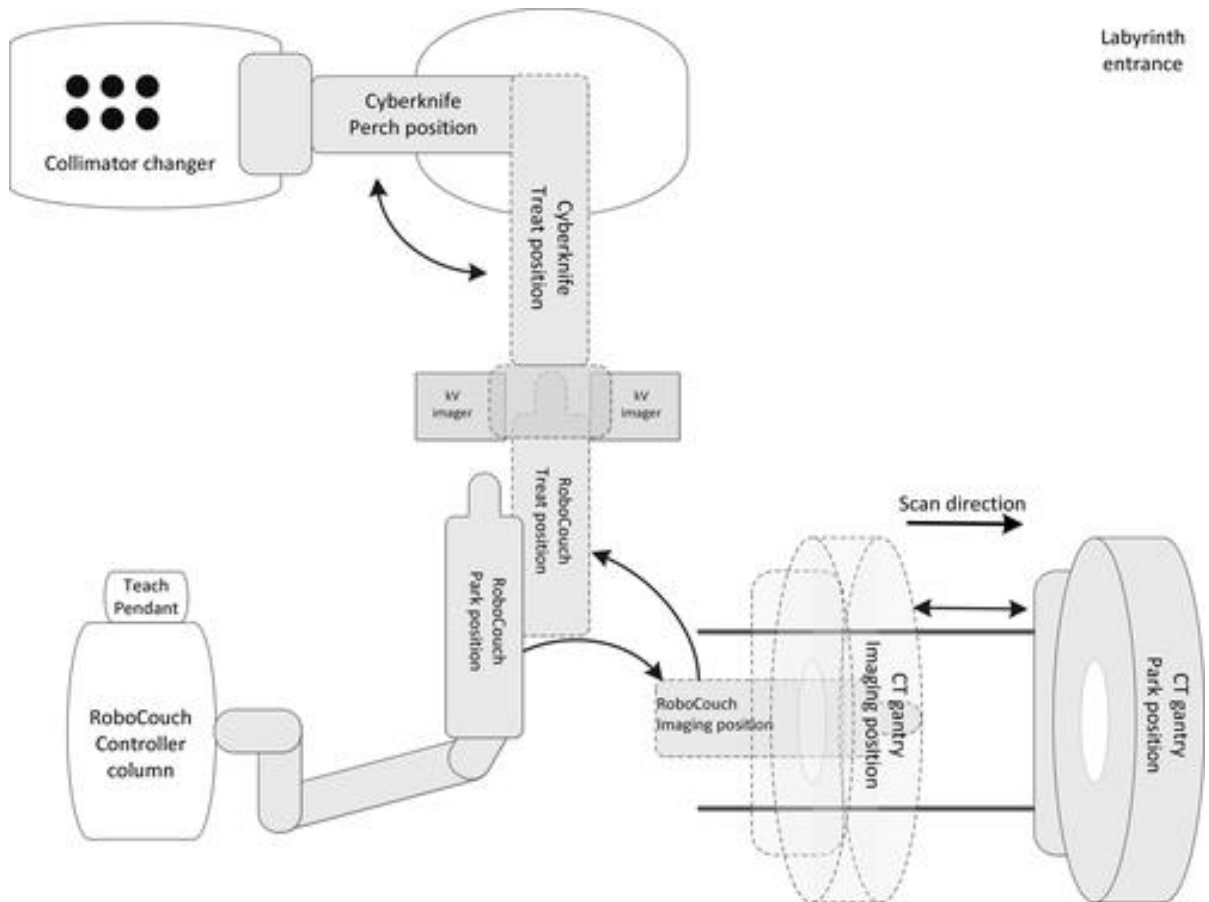 Labyrinth
entrance
Cyberknife
Perch position
Collimator changer
Cyberknife
Treat position
kV
imager
kV
imager
RoboCouch
Treat position
Scan direction
RoboCouch
Park position
Teach
Pendant
CT gantry
Imaging position
CT gantry
Park position
RoboCouch
Imaging position
RoboCouch
Controller
column